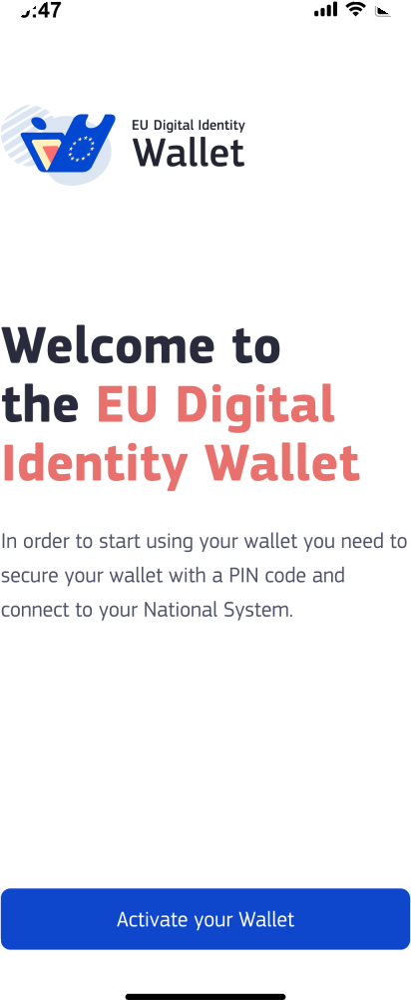 :47
EU Digital Identity
Wallet
Welcome to
the EU Digital
Identity Wallet
In order to start using your wallet you need to
secure your wallet with a PIN code and
connect to your National System.
Activate your Wallet